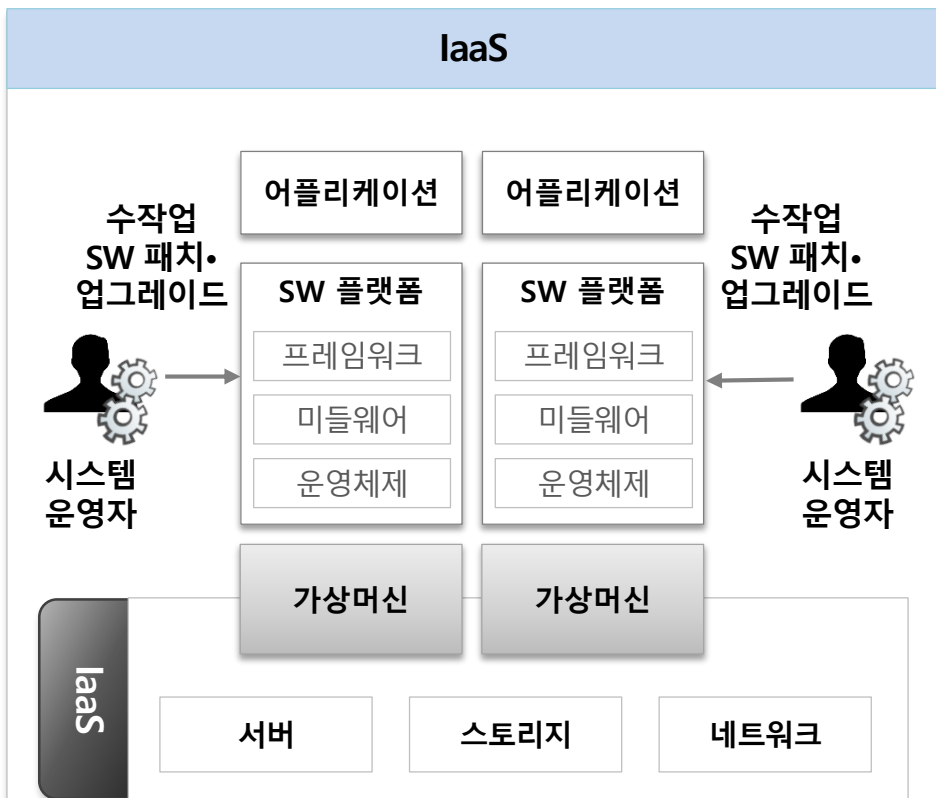 IaaS
어플리케이션
어플리케이션
수작업
SW 패치•
업그레이드
수작업
SW 패치•
업그레이드
SW 플랫폼
프레임워크
미들웨어
운영체제
SW 플랫폼
프레임워크
미들웨어
운영체제
시스템
운영자
시스템
운영자
가상머신
가상머신
IaaS
서버
스토리지
네트워크